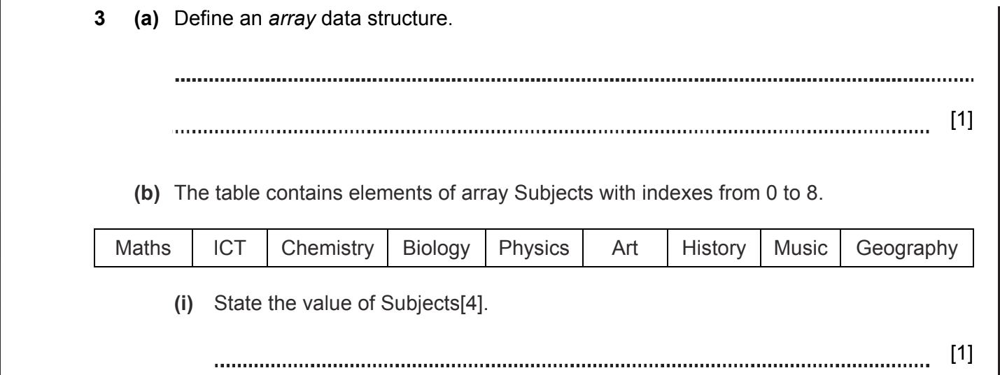 3 (a) Define an array data structure.
[1]
(b) The table contains elements of array Subjects with indexes from 0 to 8.
Maths ICT Chemistry Biology Physics Art History Music Geography
(i) State the value of Subjects[4].
[1]